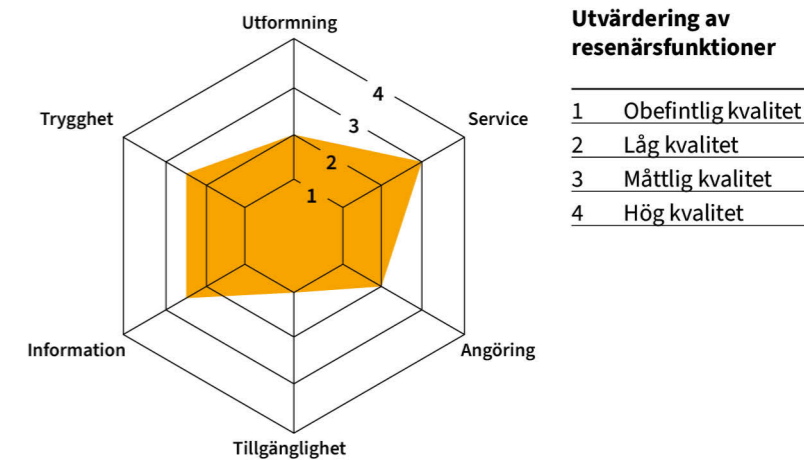 Utformning
Service
Angöring
Tillgänglighet
Information
Trygghet
4
3
2
1
Utvärdering av
resenärsfunktioner
1 Obefintlig kvalitet
2 Låg kvalitet
3 Måttlig kvalitet
4 Hög kvalitet